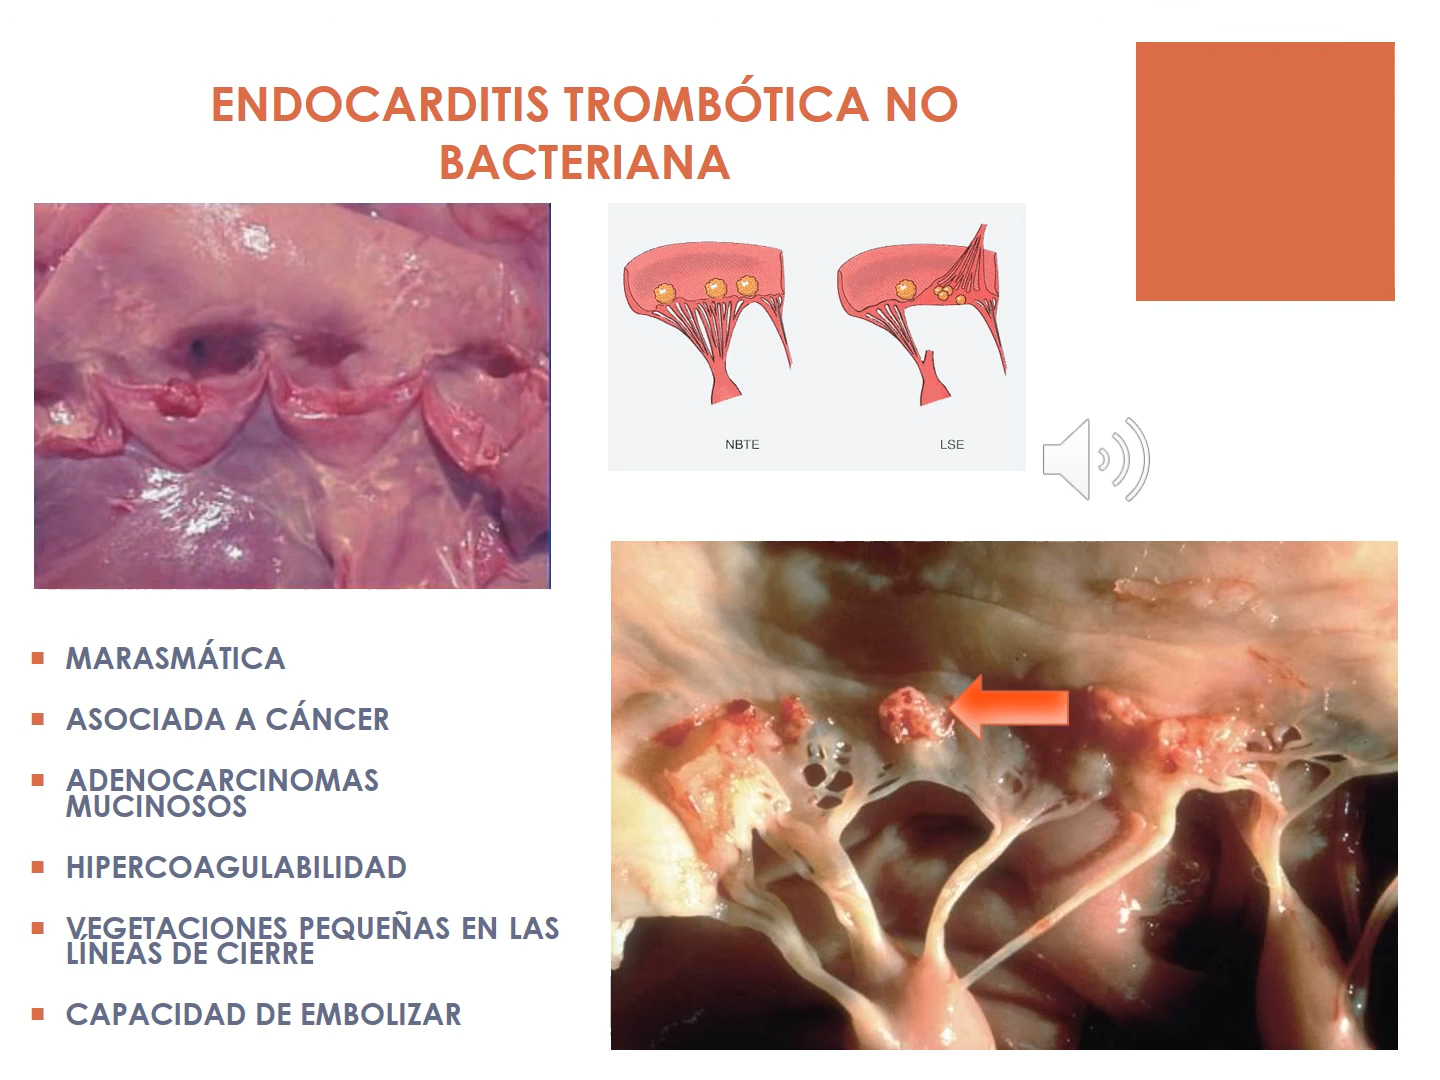 ENDOCARDITIS TROMBÓTICA NO
BACTERIANA
NBTE
LSE
MARASMÁTICA
ASOCIADA A CÁNCER
ADENOCARCINOMAS
MUCINOSOS
HIPERCOAGULABILIDAD
VEGETACIONES PEQUEÑAS EN LAS
LÍNEAS DE CIERRE
CAPACIDAD DE EMBOLIZAR